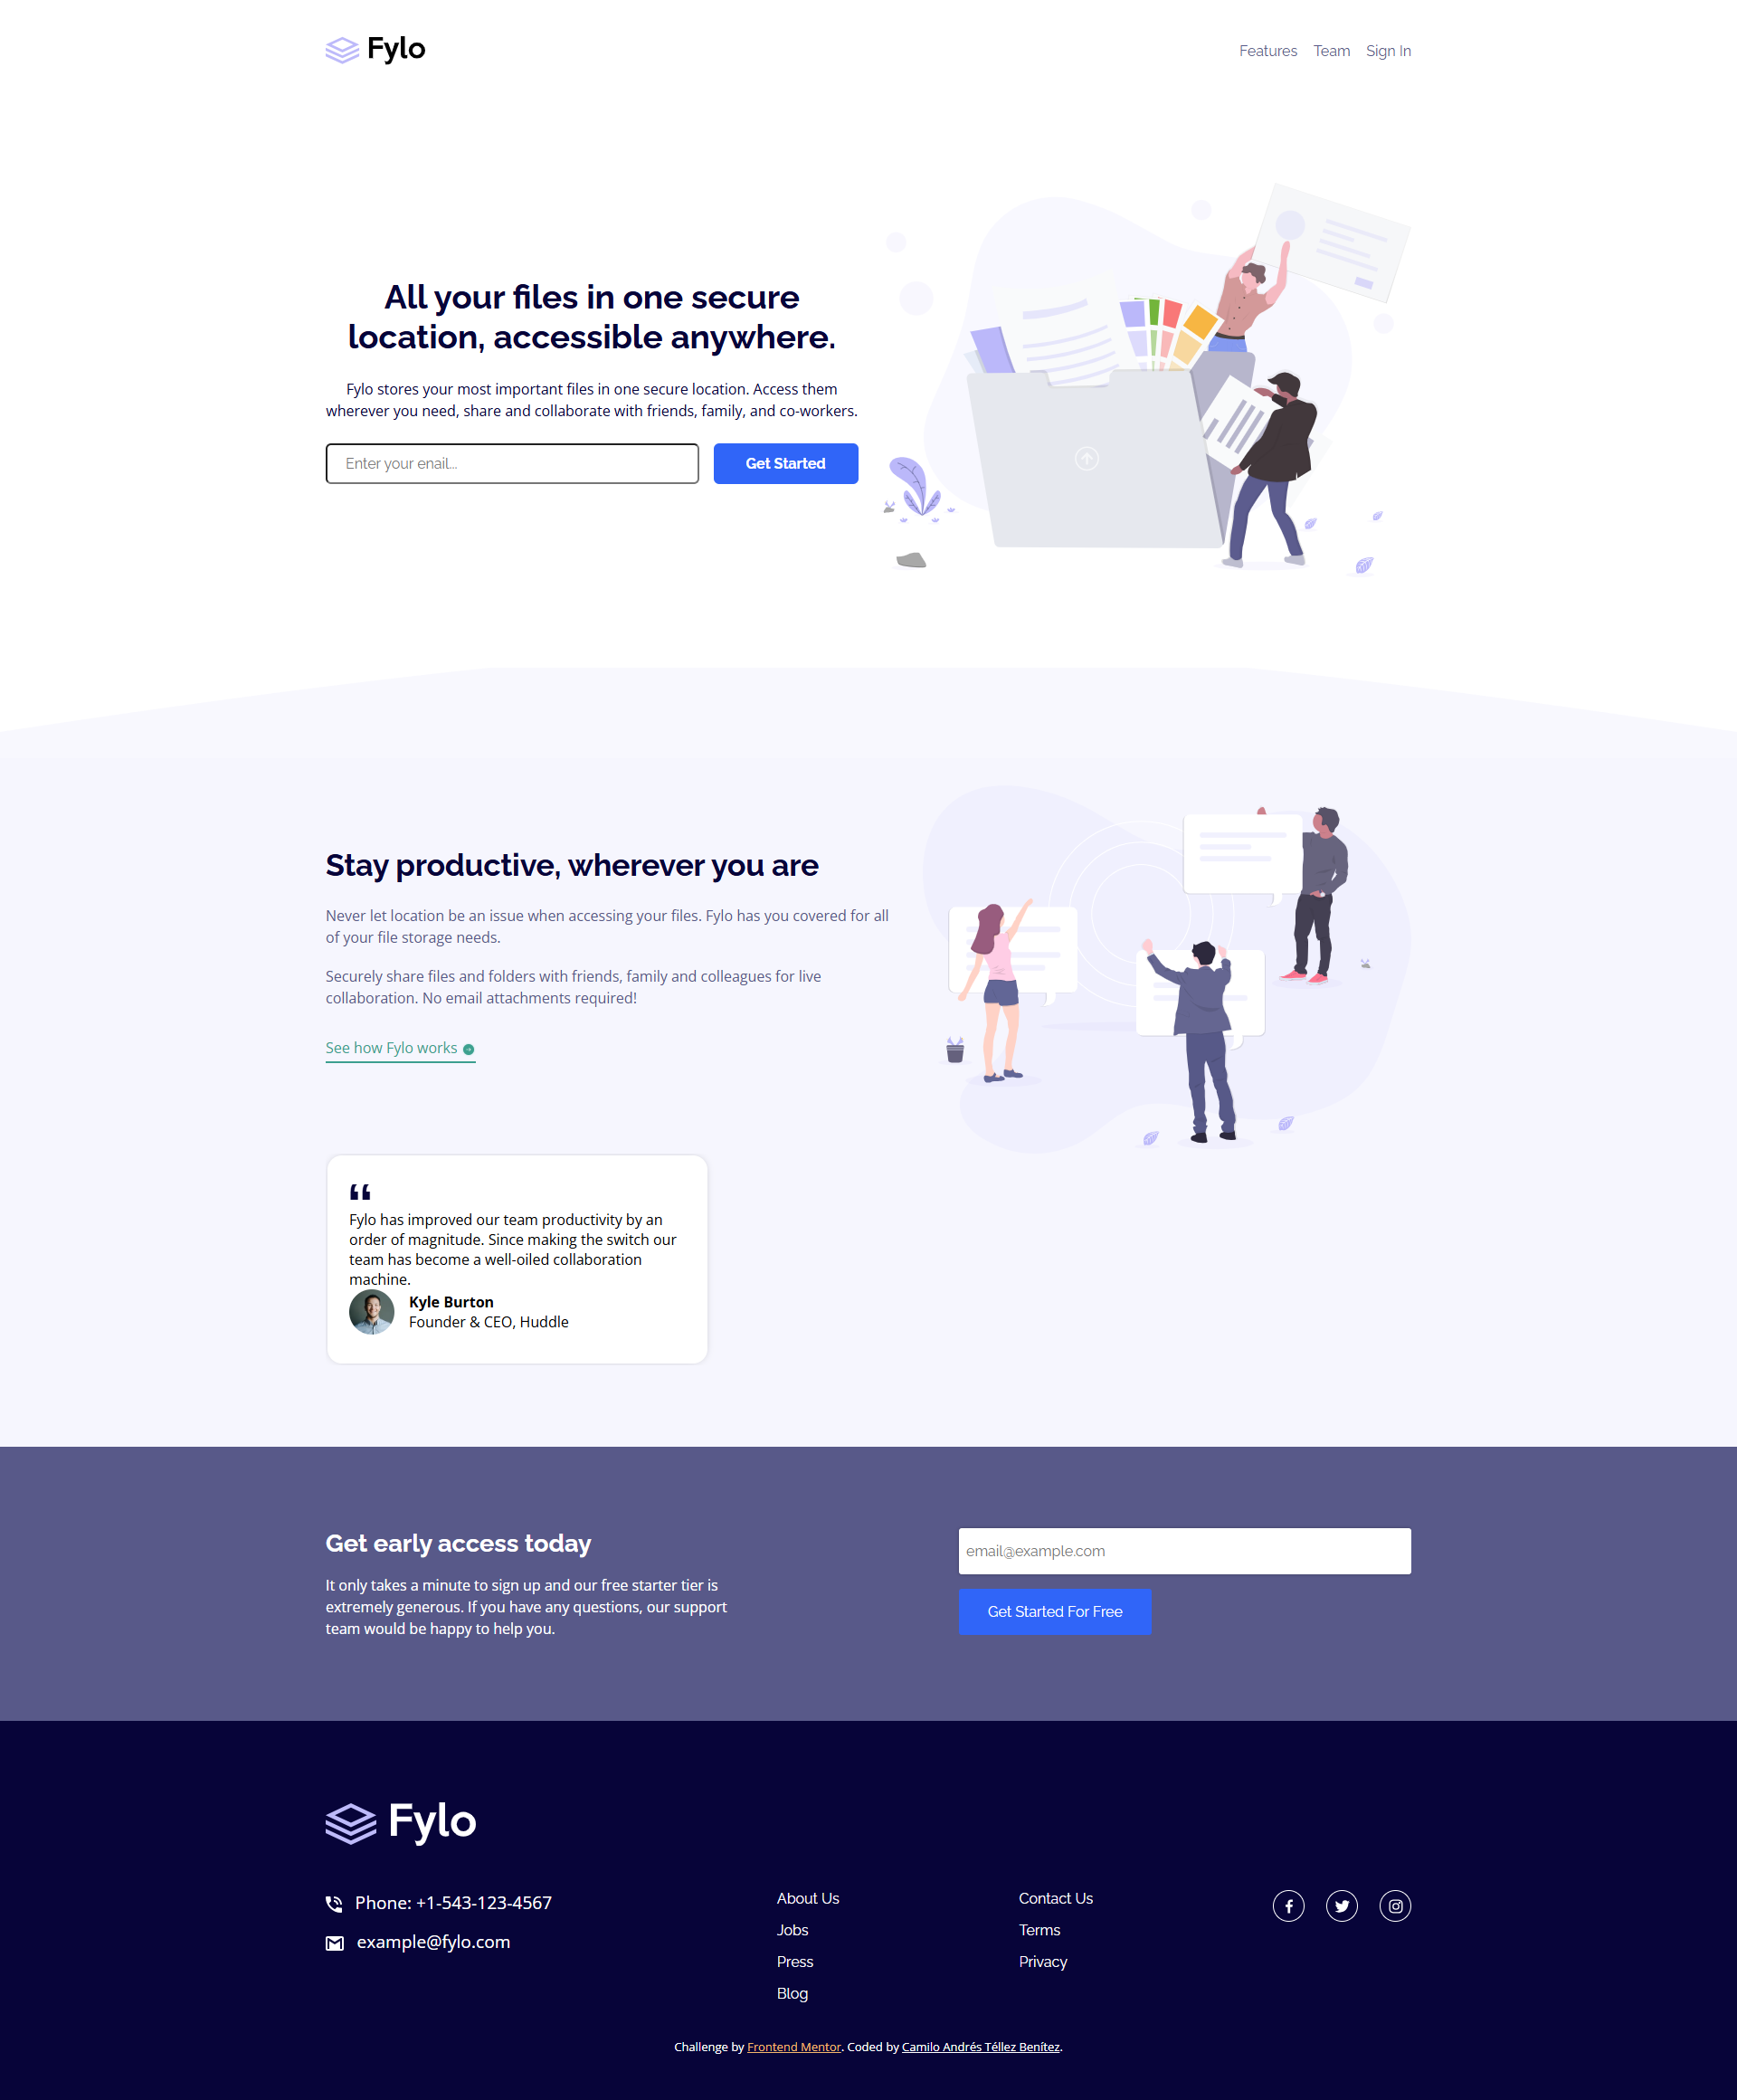 Fylo
Features Team Sign In
All your files in one secure
location, accessible anywhere.
Fylo stores your most important files in one secure location. Access them
wherever you need, share and collaborate with friends, family, and co-workers.
Enter your enail...
Get Started
Stay productive, wherever you are
Never let location be an issue when accessing your files. Fylo has you covered for all
of your file storage needs.
Securely share files and folders with friends, family and colleagues for live
collaboration. No email attachments required!
See how Fylo works
“
Fylo has improved our team productivity by an
order of magnitude. Since making the switch our
team has become a well-oiled collaboration
machine.
Kyle Burton
Founder & CEO, Huddle
Get early access today
It only takes a minute to sign up and our free starter tier is
extremely generous. If you have any questions, our support
team would be happy to help you.
email@example.com
Get Started For Free
Fylo
Phone: +1-543-123-4567
example@fylo.com
About Us
Jobs
Press
Blog
Contact Us
Terms
Privacy
Challenge by Frontend Mentor. Coded by Camilo Andrés Téllez Benítez.